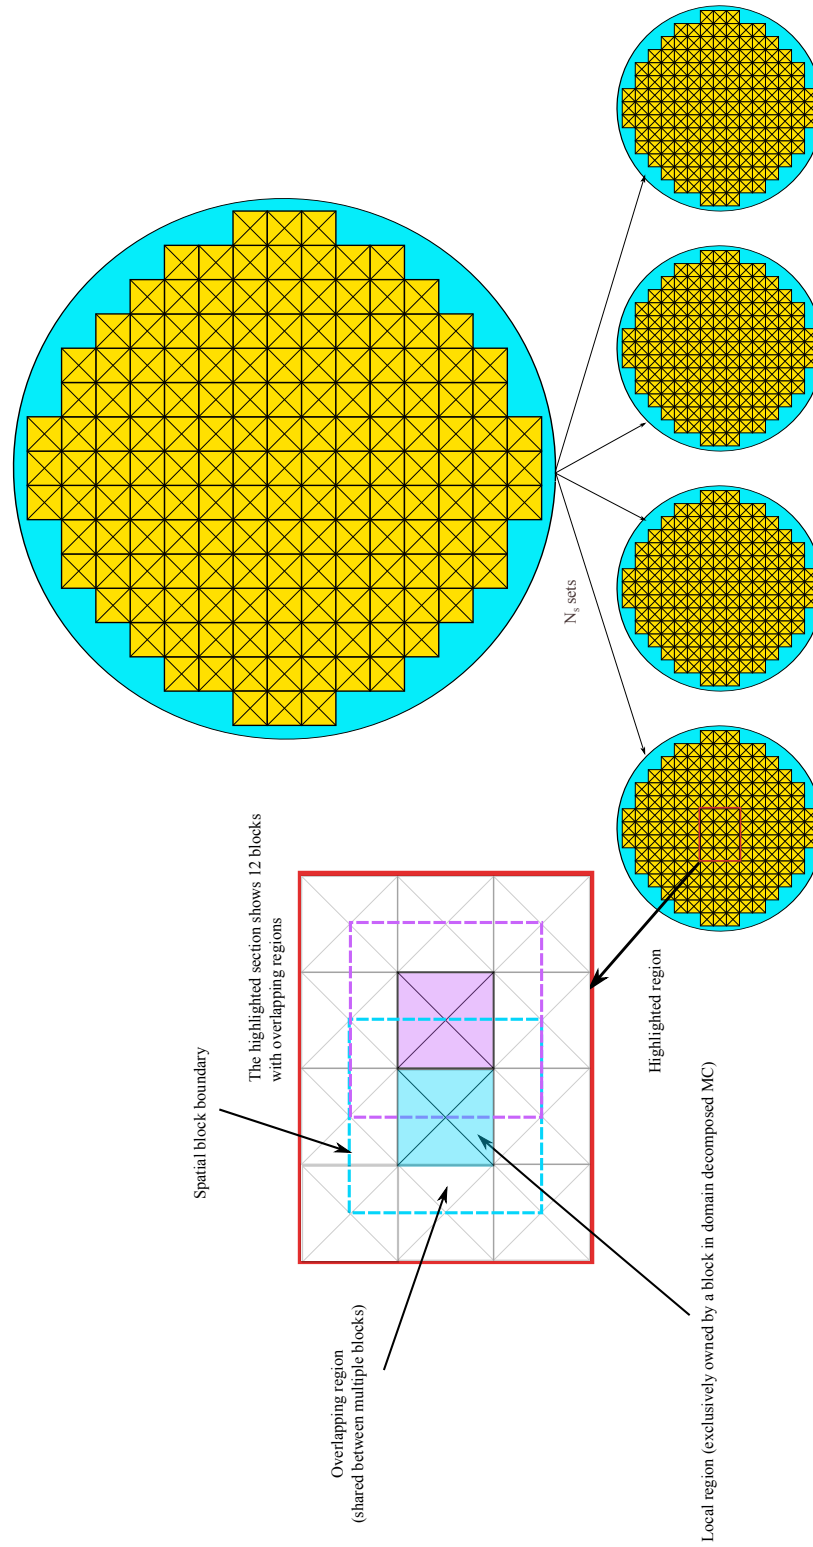 N_s sets
The highlighted section shows 12 blocks
with overlapping regions
Spatial block boundary
Highlighted region
Overlapping region
(shared between multiple blocks)
Local region (exclusively owned by a block in domain decomposed MC)